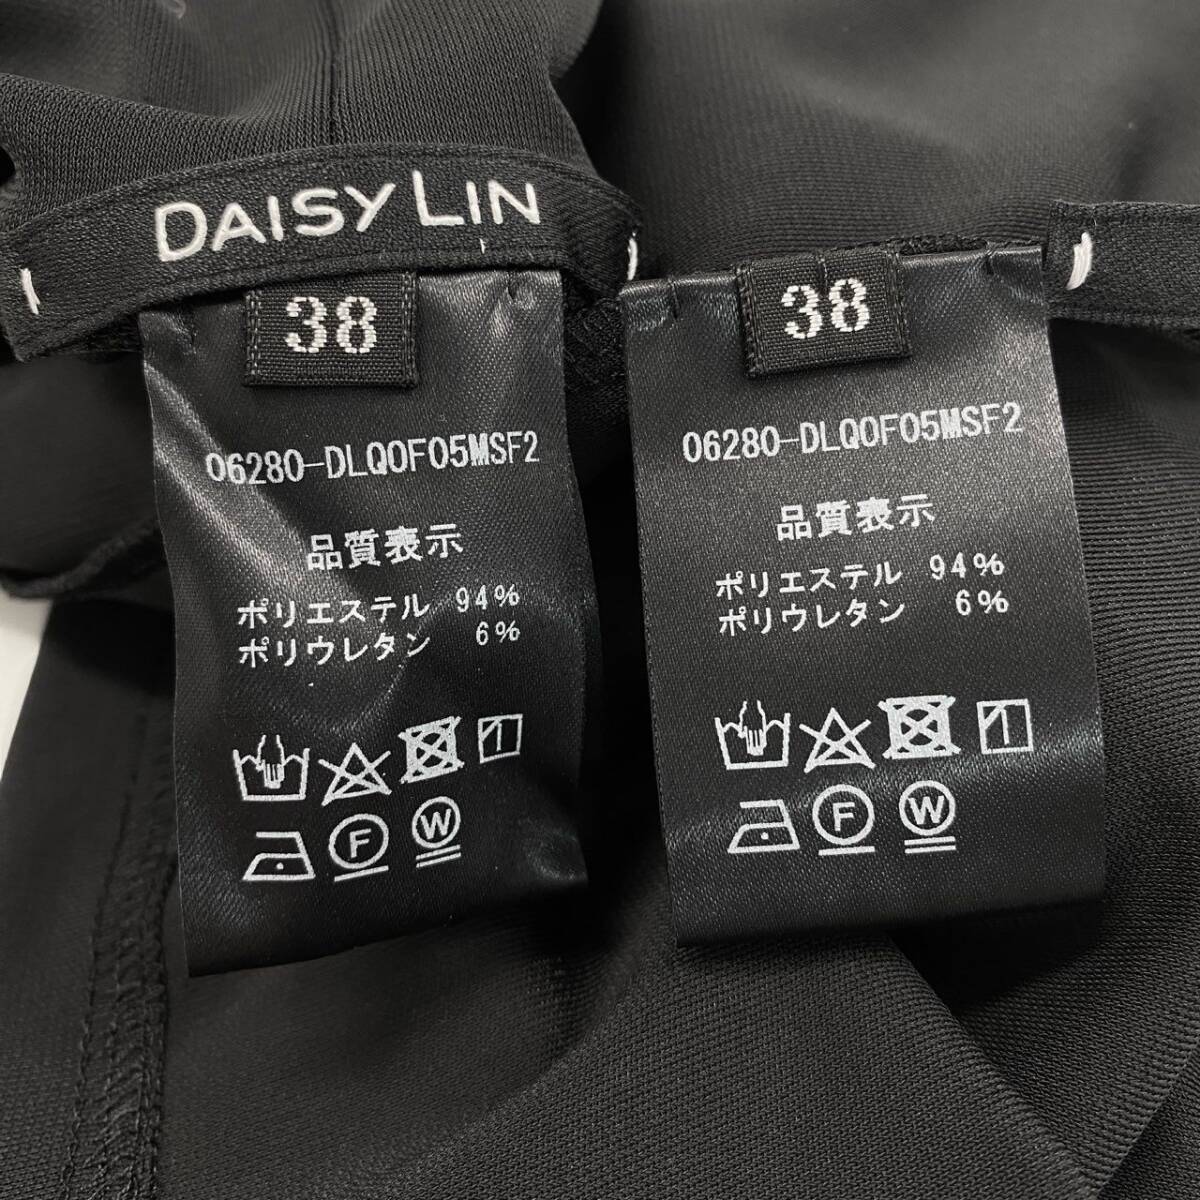 DAISY LIN
38
06280-DLQ0F05MSF2
品質表示
ポリエステル 94%
ポリウレタン 6%
F
W
38
06280-DLQ0F05MSF2
品質表示
ポリエステル 94%
ポリウレタン 6%
F
W